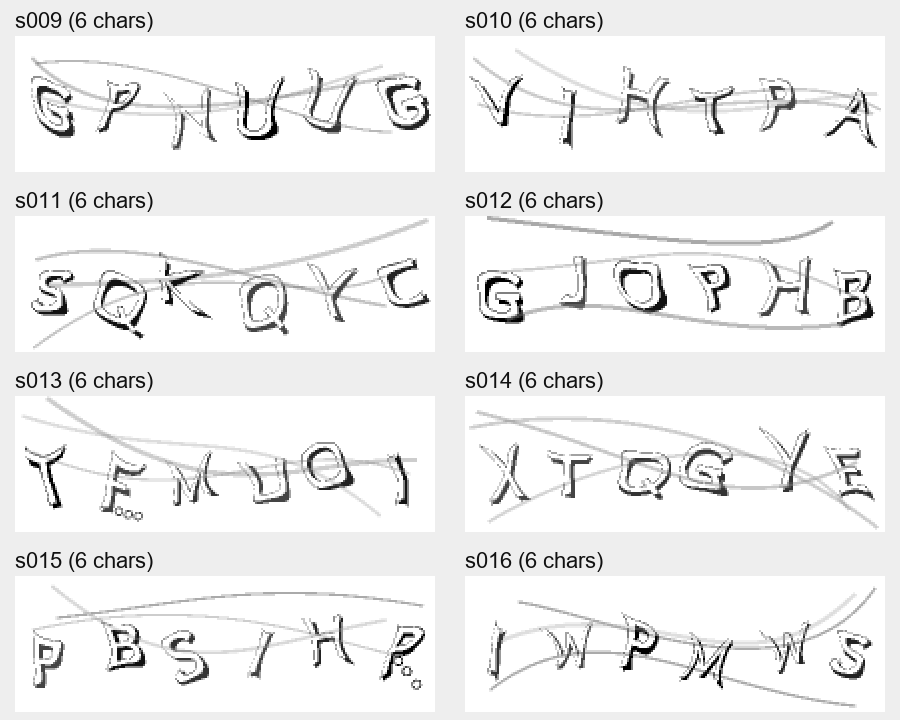 s009 (6 chars)
s010 (6 chars)
GPNUUG
VIHTPA
s011 (6 chars)
s012 (6 chars)
SQKQYC
GJOPHB
s013 (6 chars)
s014 (6 chars)
YFMUOI
XTQGYE
s015 (6 chars)
s016 (6 chars)
PBSIHP
IWPMWS